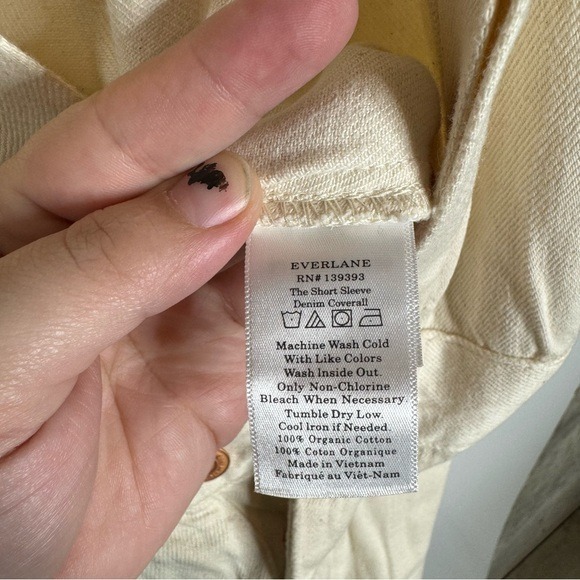 EVERLANE
RN# 139393
The Short Sleeve
Denim Coverall
Machine Wash Cold
With Like Colors
Wash Inside Out.
Only Non-Chlorine
Bleach When Necessary
Tumble Dry Low.
Cool Iron if Needed.
100% Organic Cotton
100% Coton Organique
Made in Vietnam
Fabriqué au Viêt-Nam